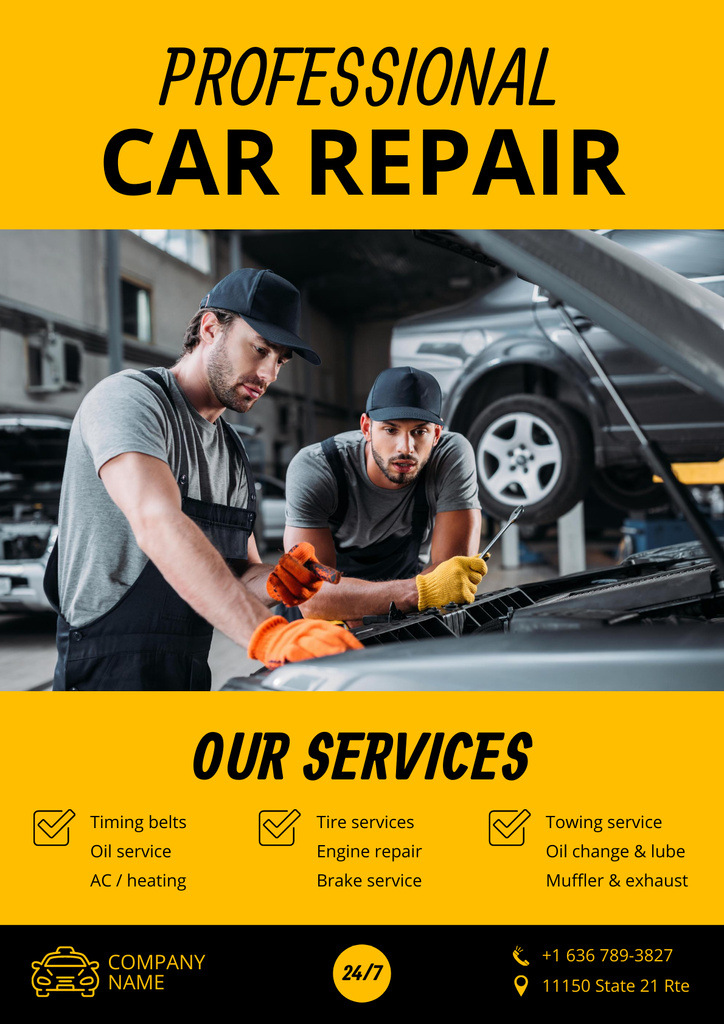 PROFESSIONAL
CAR REPAIR
OUR SERVICES
Timing belts
Oil service
AC / heating
Tire services
Engine repair
Brake service
Towing service
Oil change & lube
Muffler & exhaust
COMPANY
NAME
24/7
+1 636 789-3827
11150 State 21 Rte